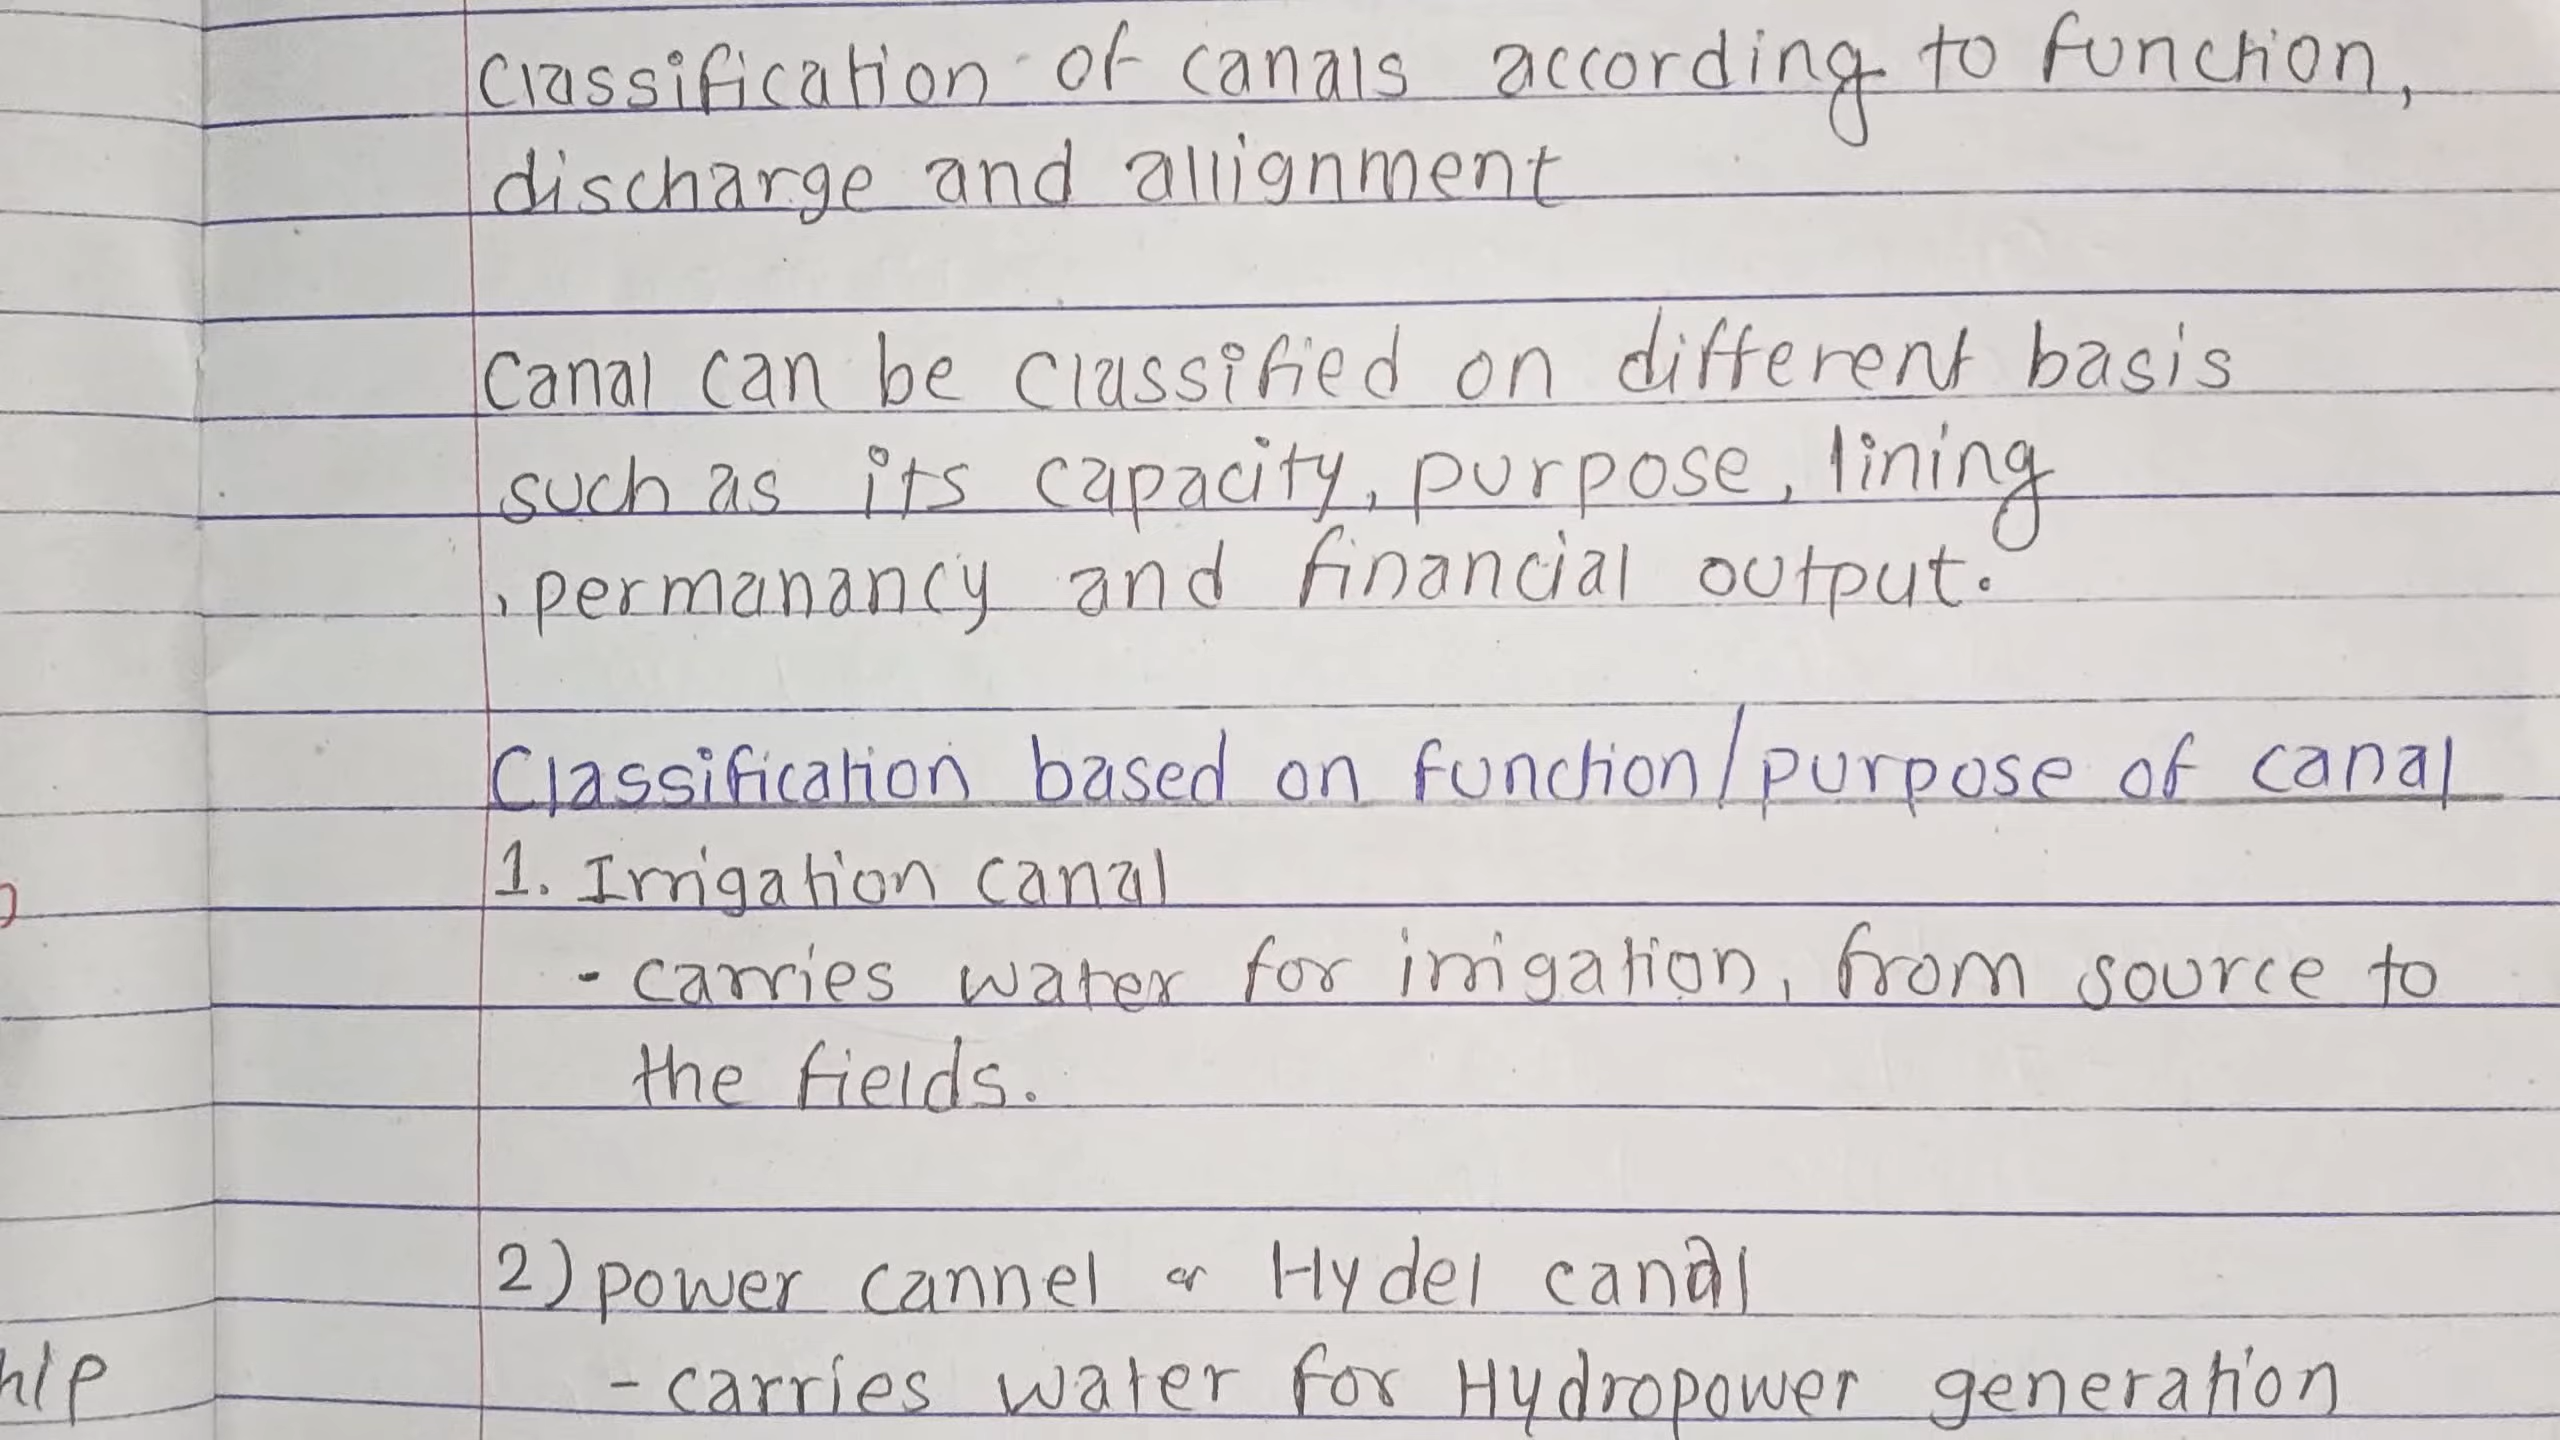 Classification of canals according to function,
discharge and allignment
Canal can be classified on different basis
such as its capacity, purpose, lining
, permanancy and financial output.
Classification based on function/purpose of canal
1. Irrigation canal
- carries water for irrigation, from source to
the fields.
2) power cannel or Hydel canal
- carries water for Hydropower generation